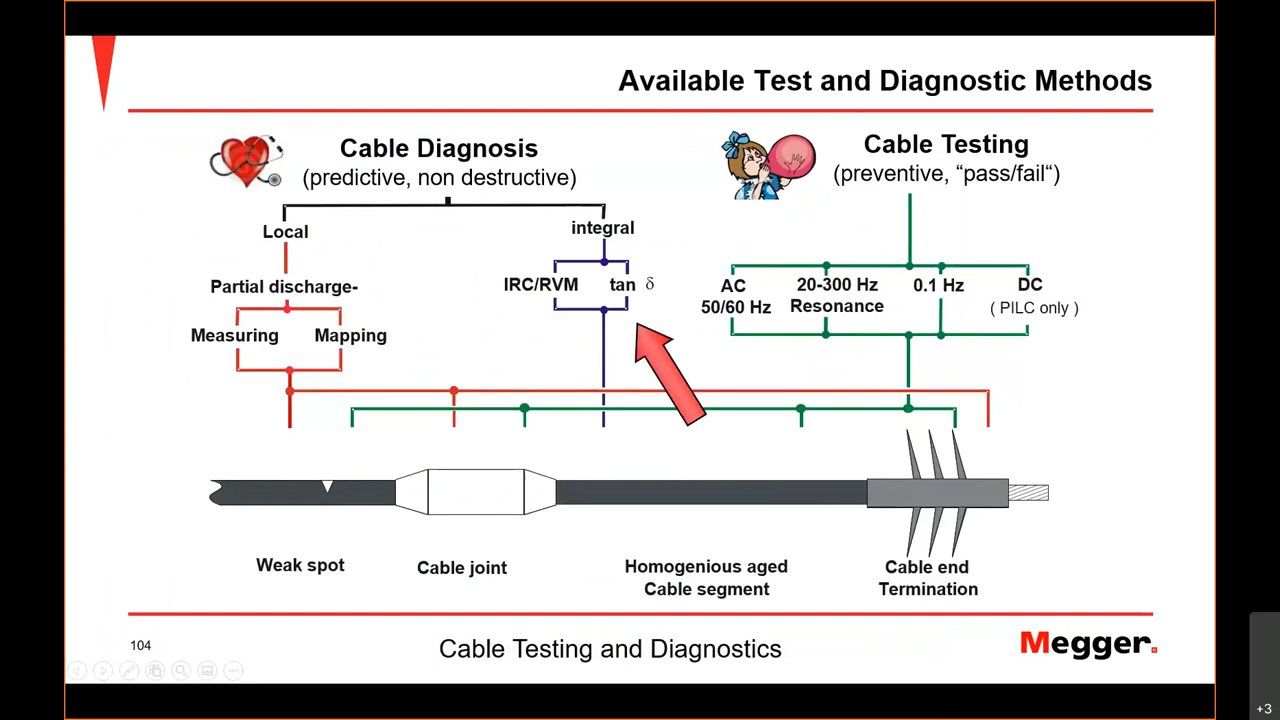 Available Test and Diagnostic Methods
Cable Diagnosis
(predictive, non destructive)
Cable Testing
(preventive, “pass/fail“)
Local
integral
Partial discharge-
IRC/RVM
tan δ
AC
50/60 Hz
20-300 Hz
Resonance
0.1 Hz
DC
( PILC only )
Measuring
Mapping
Weak spot
Cable joint
Homogenious aged
Cable segment
Cable end
Termination
104
Cable Testing and Diagnostics
Megger.
+3